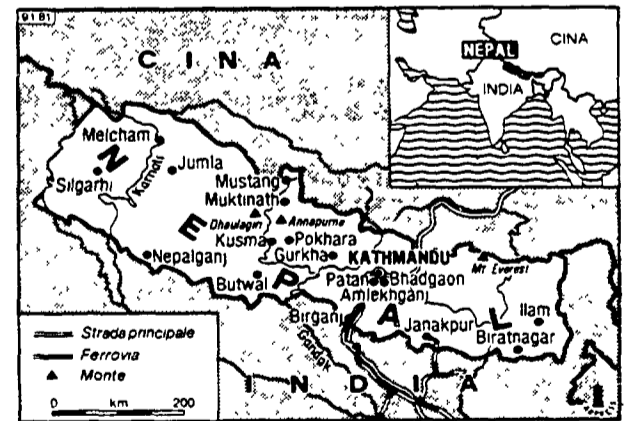 9181
CINA
NEPAL
CINA
INDIA
Melcham
Jumla
Silgarhi
Karnali
Mustang
Muktinath
Dhaulagiri
Annapurna
Kusma
Pokhara
Gurkha
KATHMANDU
Mt Everest
Nepalganj
Patan
Bhadgaon
Butwal
Amlekhganj
Birganj
Janakpur
Ilam
Biratnagar
Gandak
NEPAL
INDIA
Strada principale
Ferrovia
Monte
0 km 200